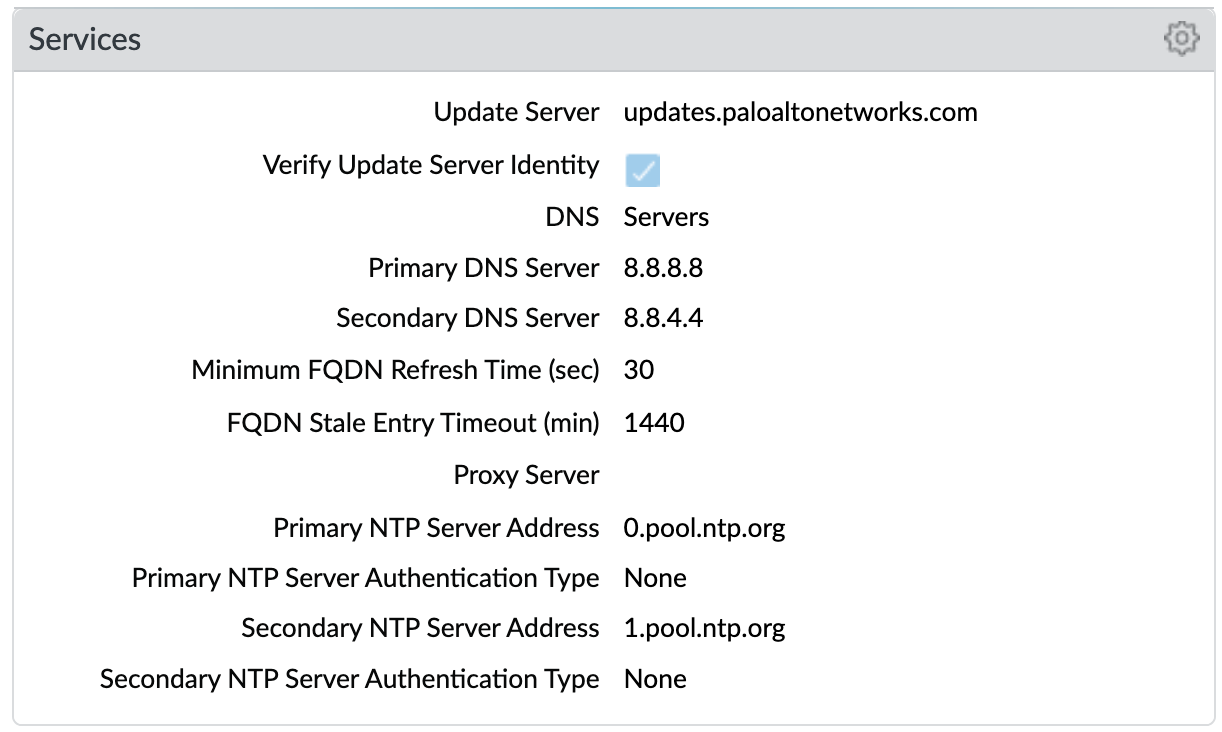 Services
Update Server updates.paloaltonetworks.com
Verify Update Server Identity
DNS Servers
Primary DNS Server 8.8.8.8
Secondary DNS Server 8.8.4.4
Minimum FQDN Refresh Time (sec) 30
FQDN Stale Entry Timeout (min) 1440
Proxy Server
Primary NTP Server Address 0.pool.ntp.org
Primary NTP Server Authentication Type None
Secondary NTP Server Address 1.pool.ntp.org
Secondary NTP Server Authentication Type None